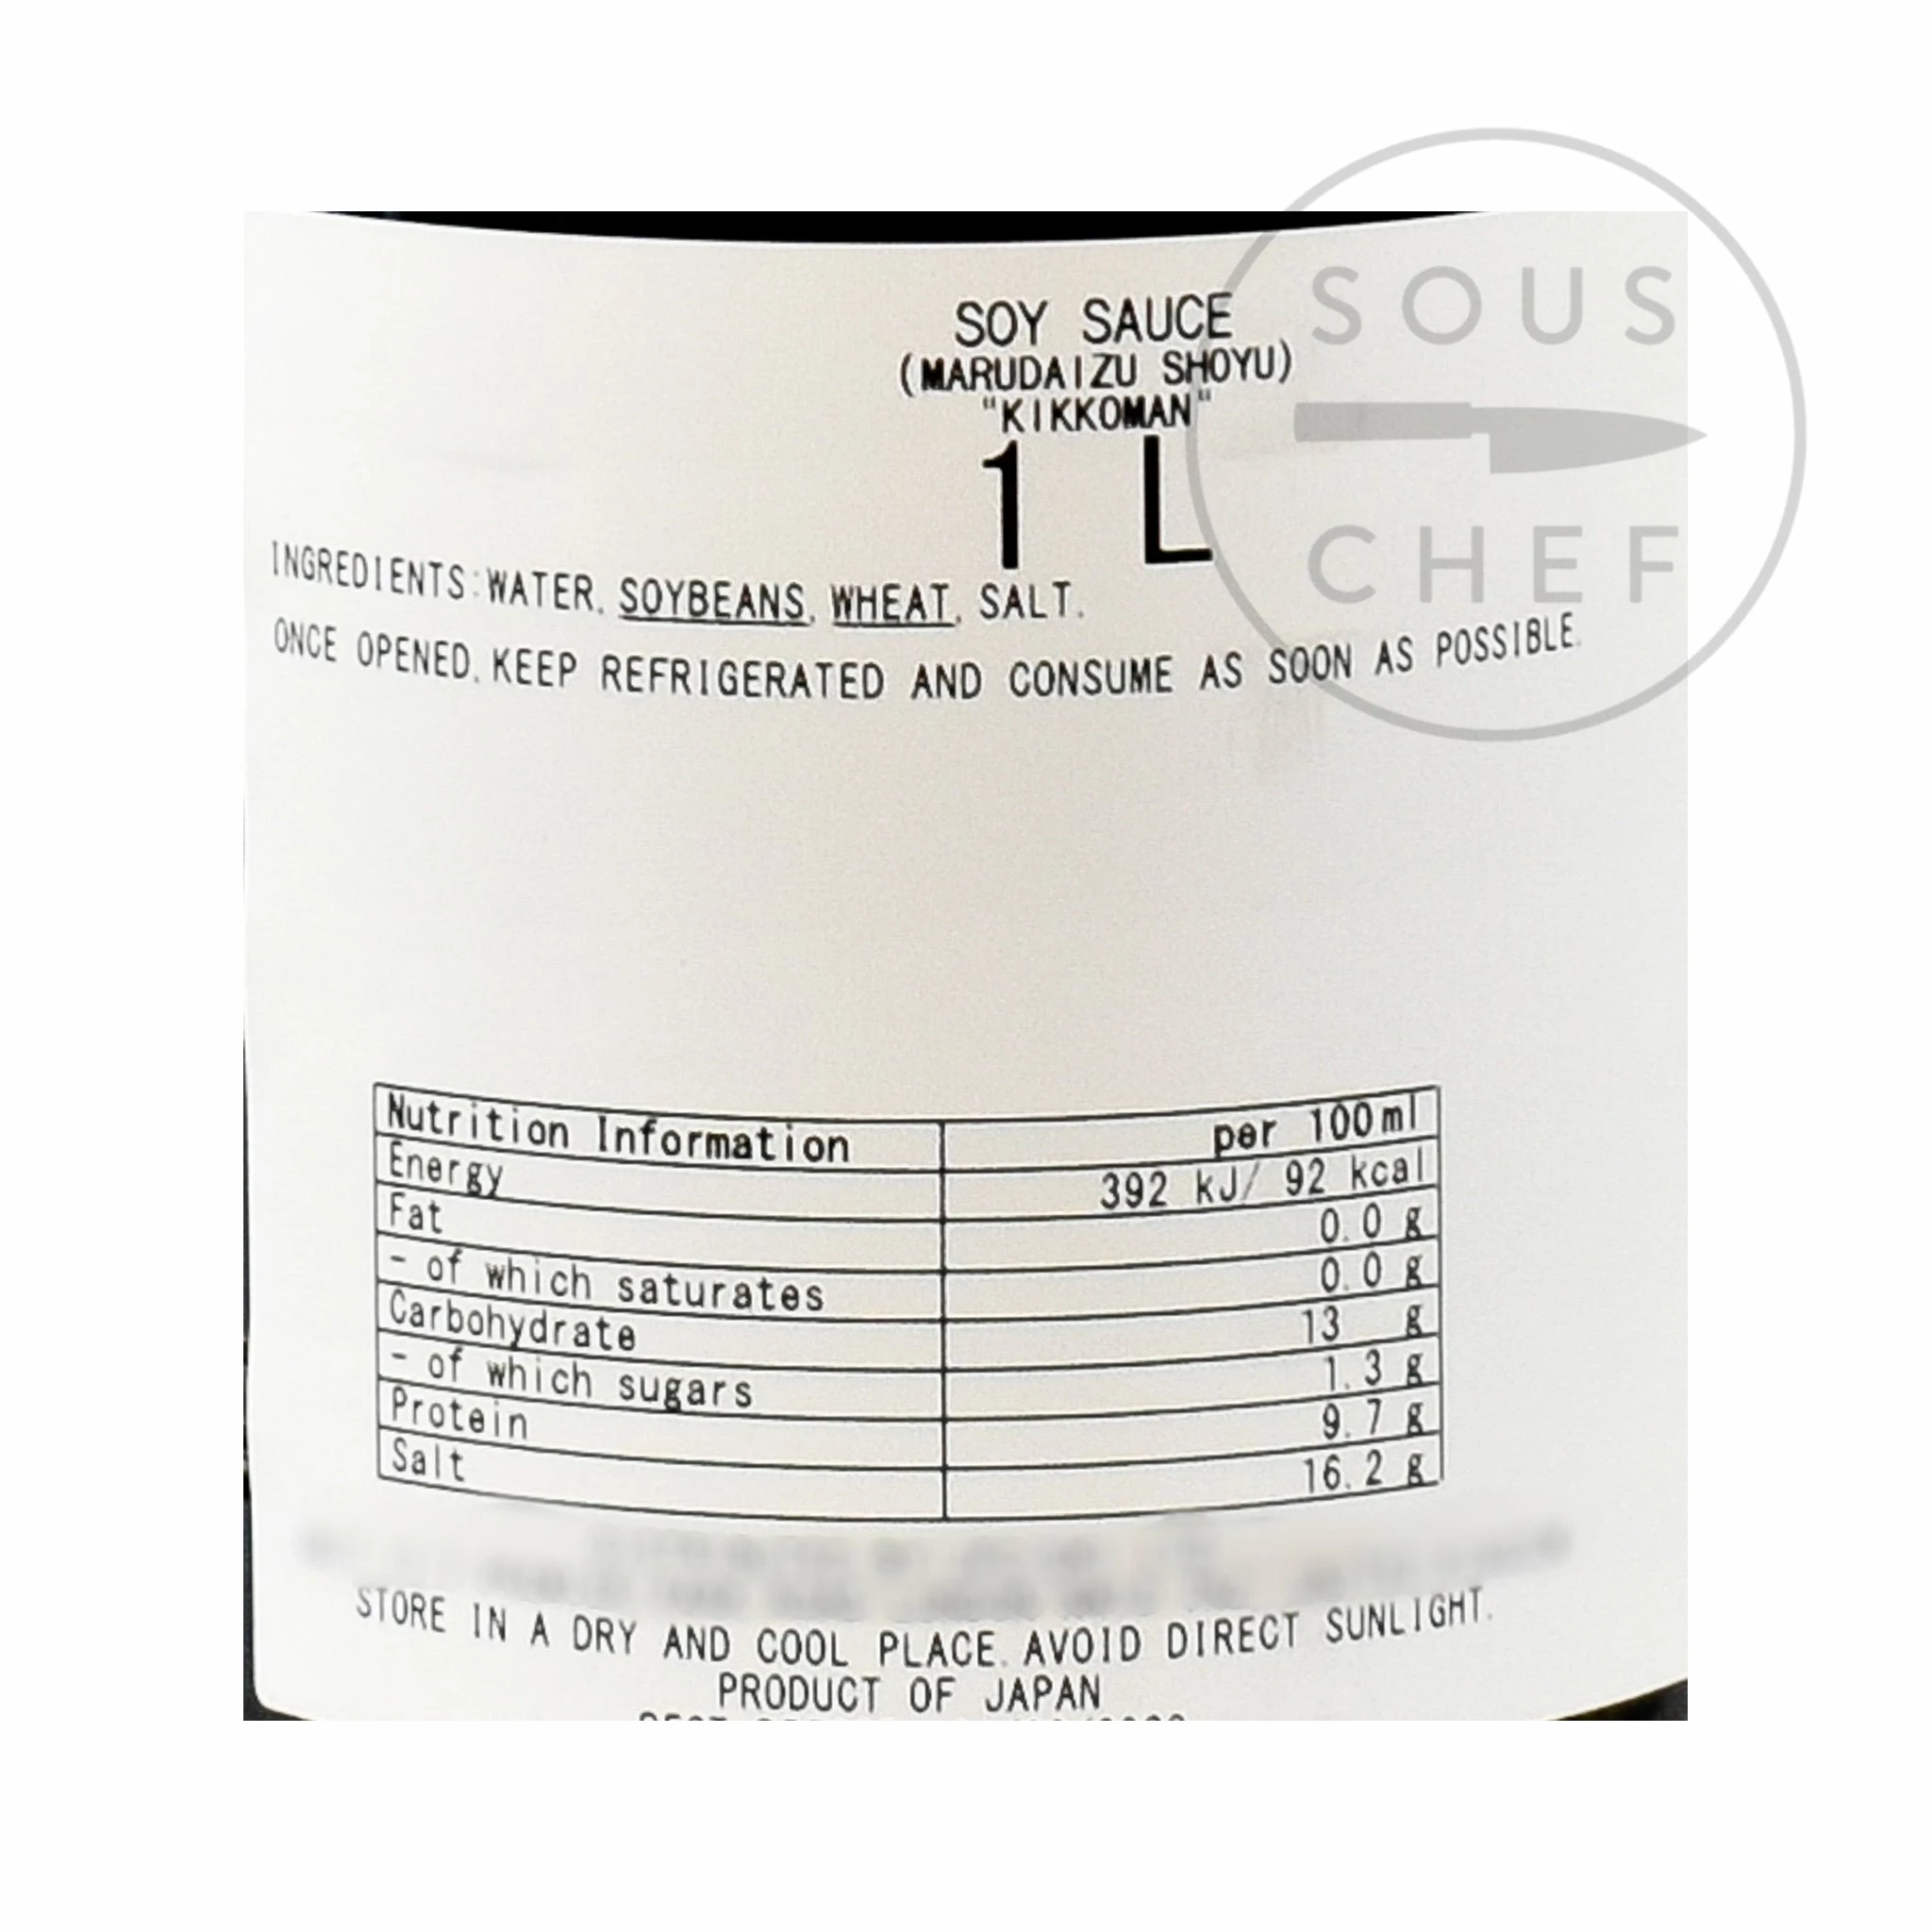 SOUS
CHEF
SOY SAUCE
(MARUDAIZU SHOYU)
"KIKKOMAN"
1 L
INGREDIENTS:WATER, SOYBEANS, WHEAT, SALT.
ONCE OPENED, KEEP REFRIGERATED AND CONSUME AS SOON AS POSSIBLE.
Nutrition Information per 100ml
Energy 392 kJ/ 92 kcal
Fat 0.0 g
- of which saturates 0.0 g
Carbohydrate 13 g
- of which sugars 1.3 g
Protein 9.7 g
Salt 16.2 g
STORE IN A DRY AND COOL PLACE. AVOID DIRECT SUNLIGHT.
PRODUCT OF JAPAN